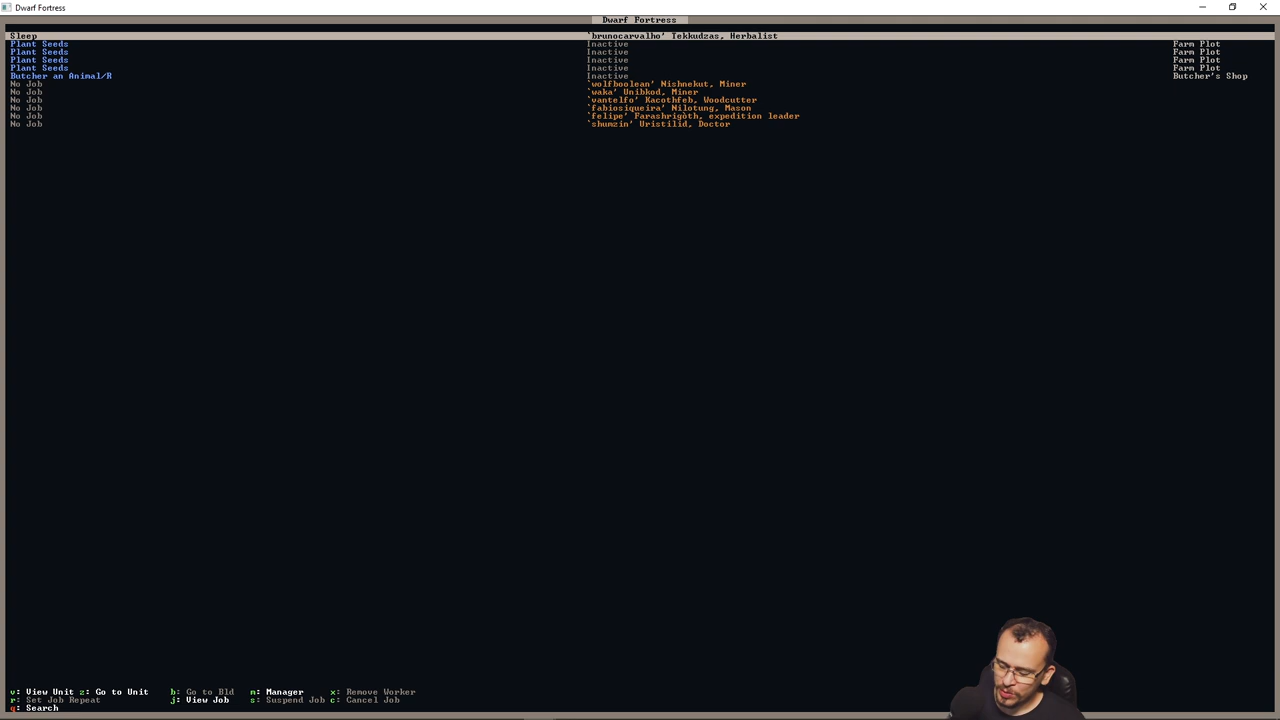 Dwarf Fortress
Dwarf Fortress
Sleep `brunocarvalho' Tekkudzas, Herbalist
Plant Seeds Inactive Farm Plot
Plant Seeds Inactive Farm Plot
Plant Seeds Inactive Farm Plot
Plant Seeds Inactive Farm Plot
Butcher an Animal/R Inactive Butcher's Shop
No Job `wolfboolean' Nishnekut, Miner
No Job `waka' Unibkod, Miner
No Job `vantelfo' Kacothfeb, Woodcutter
No Job `fabiosiqueira' Nilotung, Mason
No Job `felipe' Farashrigòth, expedition leader
No Job `shumzin' Uristilid, Doctor
v: View Unit z: Go to Unit b: Go to Bld m: Manager x: Remove Worker
r: Set Job Repeat j: View Job s: Suspend Job c: Cancel Job
q: Search